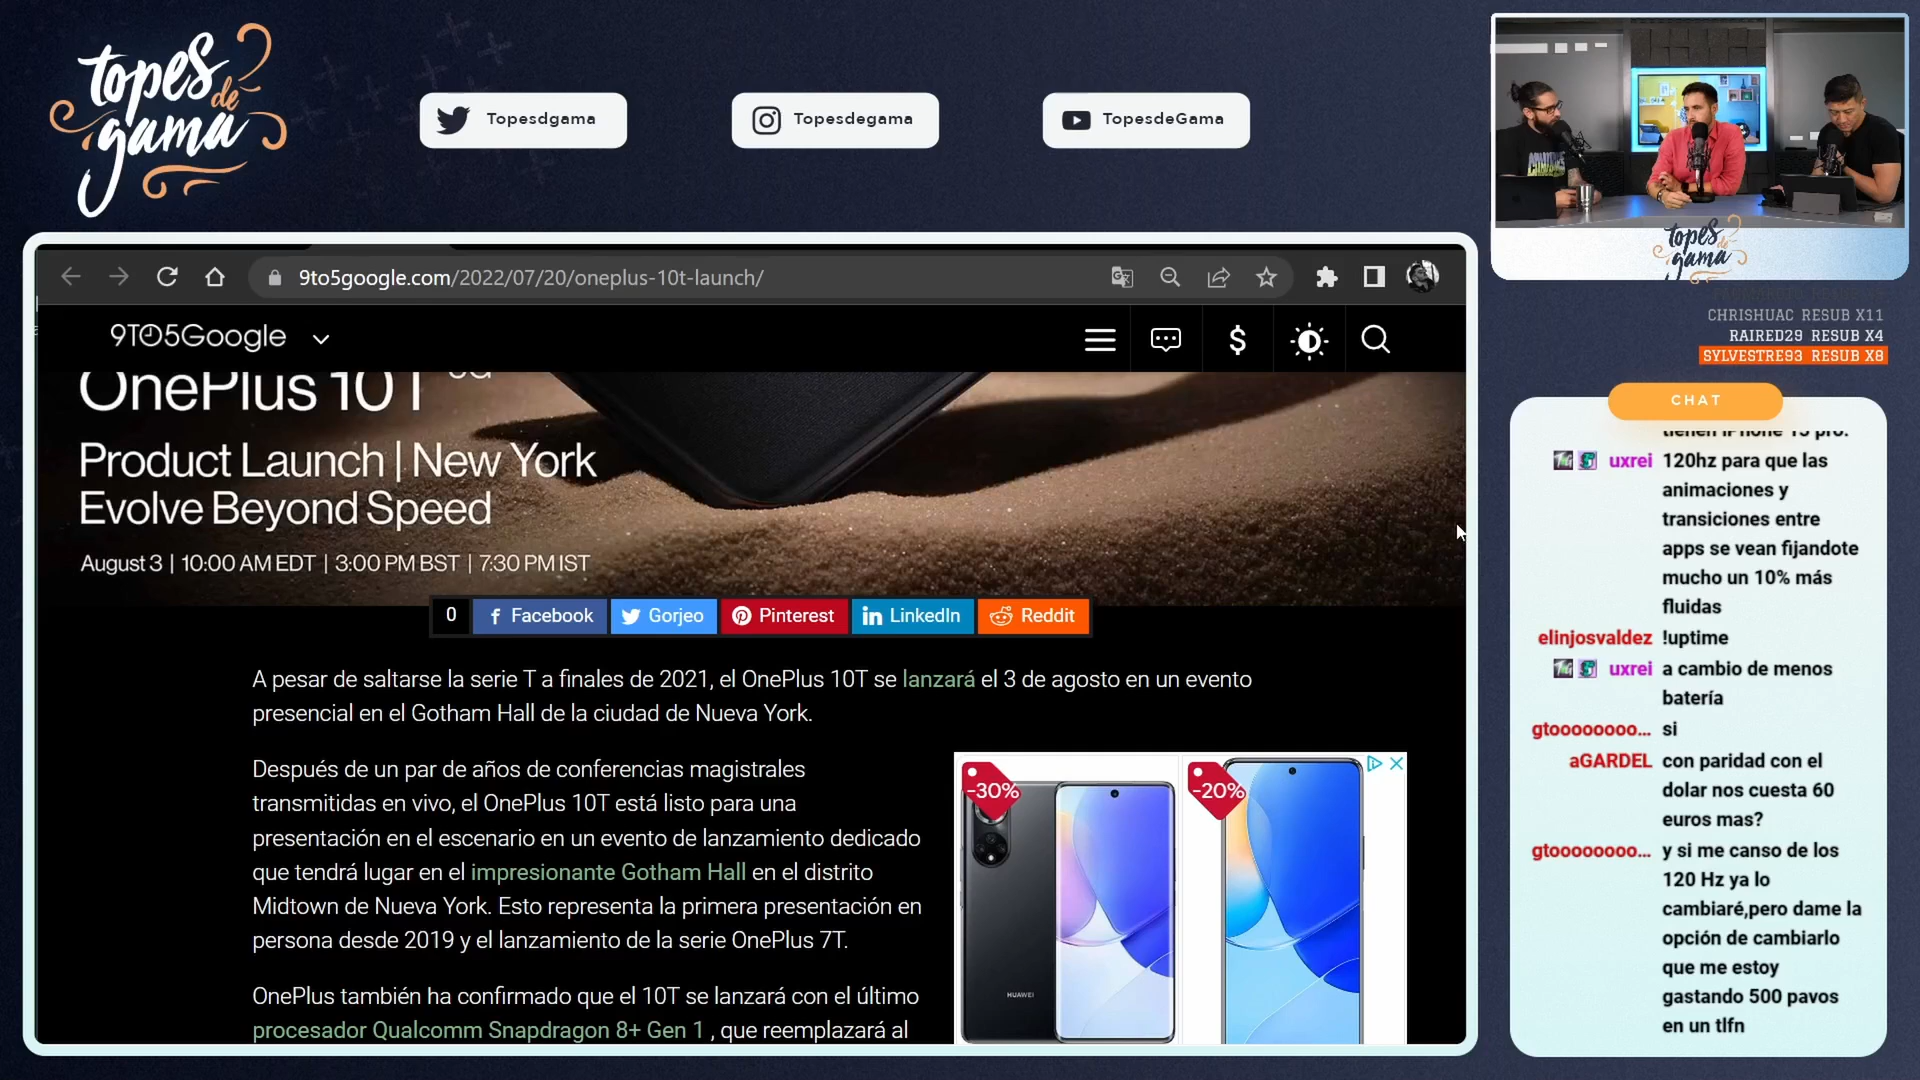 topes
de
gama
Topesdgama
Topesdegama
TopesdeGama
topes
de
gama
CHRISHUAC RESUB X11
RAIRED29 RESUB X4
SYLVESTRE93 RESUB X8
9to5google.com/2022/07/20/oneplus-10t-launch/
9TO5Google
OnePlus 10T 5G
Product Launch | New York
Evolve Beyond Speed
August 3 | 10:00 AM EDT | 3:00 PM BST | 7:30 PM IST
0
Facebook
Gorjeo
Pinterest
LinkedIn
Reddit
A pesar de saltarse la serie T a finales de 2021, el OnePlus 10T se lanzará el 3 de agosto en un evento
presencial en el Gotham Hall de la ciudad de Nueva York.
Después de un par de años de conferencias magistrales
transmitidas en vivo, el OnePlus 10T está listo para una
presentación en el escenario en un evento de lanzamiento dedicado
que tendrá lugar en el impresionante Gotham Hall en el distrito
Midtown de Nueva York. Esto representa la primera presentación en
persona desde 2019 y el lanzamiento de la serie OnePlus 7T.
OnePlus también ha confirmado que el 10T se lanzará con el último
procesador Qualcomm Snapdragon 8+ Gen 1 , que reemplazará al
-30%
-20%
HUAWEI
CHAT
tienen iPhone 13 pro.
uxrei 120hz para que las
animaciones y
transiciones entre
apps se vean fijandote
mucho un 10% más
fluidas
elinjosvaldez !uptime
uxrei a cambio de menos
batería
gtoooooooo... si
aGARDEL con paridad con el
dolar nos cuesta 60
euros mas?
gtoooooooo... y si me canso de los
120 Hz ya lo
cambiaré,pero dame la
opción de cambiarlo
que me estoy
gastando 500 pavos
en un tlfn